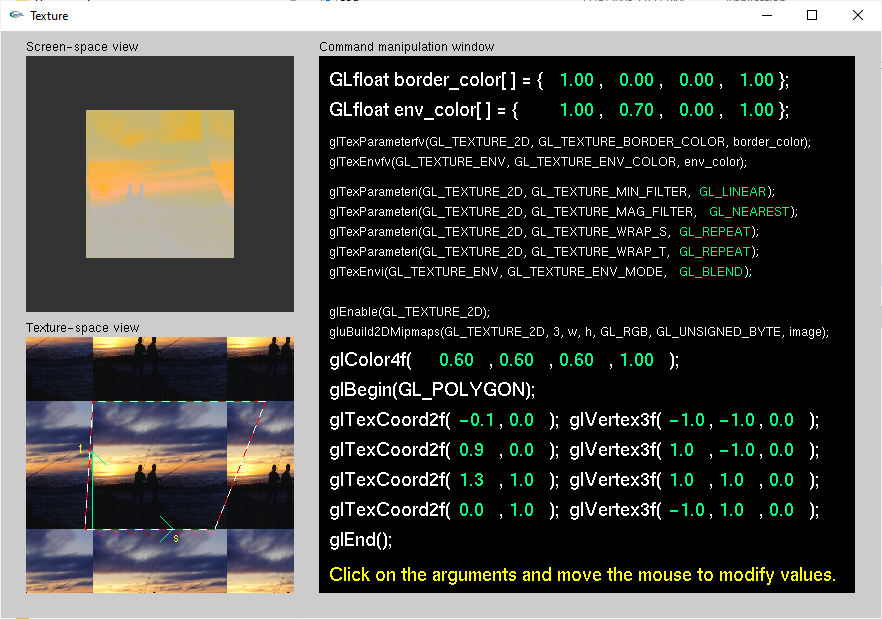 Texture
Screen-space view
Command manipulation window
GLfloat border_color[ ] = { 1.00 , 0.00 , 0.00 , 1.00 };
GLfloat env_color[ ] = { 1.00 , 0.70 , 0.00 , 1.00 };
glTexParameterfv(GL_TEXTURE_2D, GL_TEXTURE_BORDER_COLOR, border_color);
glTexEnvfv(GL_TEXTURE_ENV, GL_TEXTURE_ENV_COLOR, env_color);
glTexParameteri(GL_TEXTURE_2D, GL_TEXTURE_MIN_FILTER, GL_LINEAR);
glTexParameteri(GL_TEXTURE_2D, GL_TEXTURE_MAG_FILTER, GL_NEAREST);
glTexParameteri(GL_TEXTURE_2D, GL_TEXTURE_WRAP_S, GL_REPEAT);
glTexParameteri(GL_TEXTURE_2D, GL_TEXTURE_WRAP_T, GL_REPEAT);
glTexEnvi(GL_TEXTURE_ENV, GL_TEXTURE_ENV_MODE, GL_BLEND);
glEnable(GL_TEXTURE_2D);
gluBuild2DMipmaps(GL_TEXTURE_2D, 3, w, h, GL_RGB, GL_UNSIGNED_BYTE, image);
glColor4f( 0.60 , 0.60 , 0.60 , 1.00 );
glBegin(GL_POLYGON);
glTexCoord2f( -0.1 , 0.0 ); glVertex3f( -1.0 , -1.0 , 0.0 );
glTexCoord2f( 0.9 , 0.0 ); glVertex3f( 1.0 , -1.0 , 0.0 );
glTexCoord2f( 1.3 , 1.0 ); glVertex3f( 1.0 , 1.0 , 0.0 );
glTexCoord2f( 0.0 , 1.0 ); glVertex3f( -1.0 , 1.0 , 0.0 );
glEnd();
Click on the arguments and move the mouse to modify values.
Texture-space view
t
s